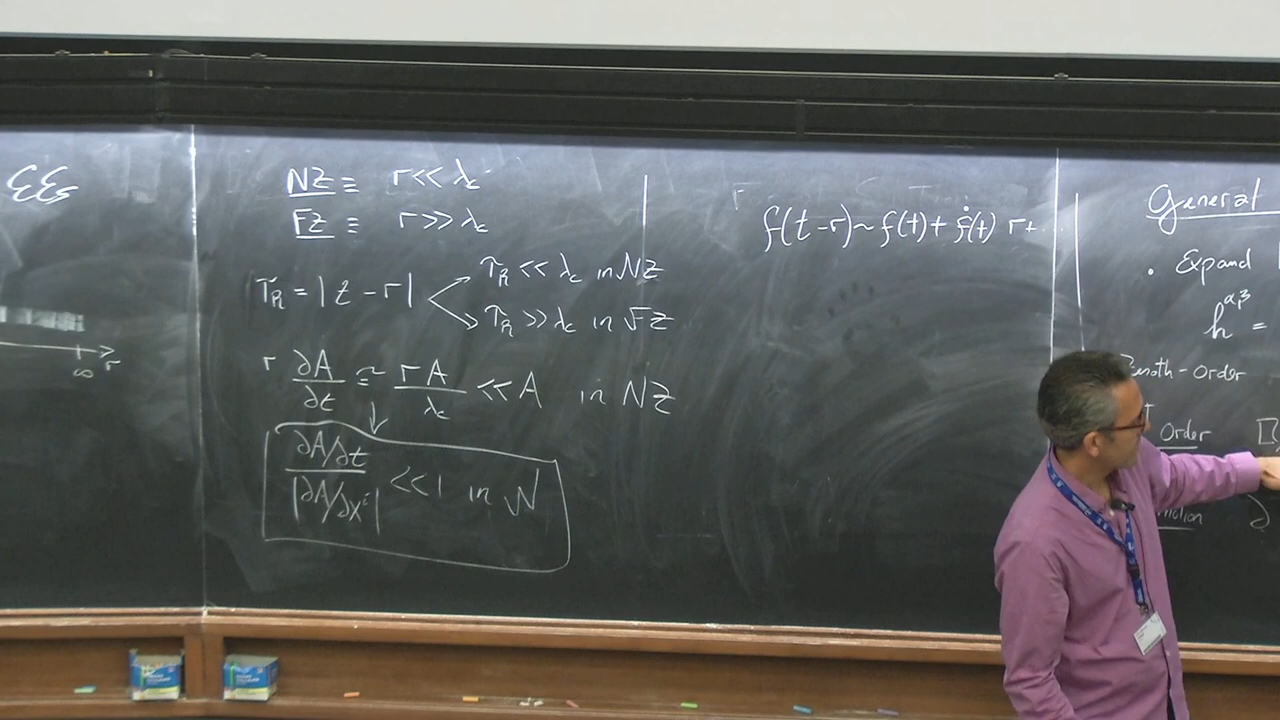 EEs
∞ r
NZ ≡ r << λc
FZ ≡ r >> λc
τR = |t - r|
τR << λc in NZ
τR >> λc in FZ
r ∂A/∂t ≅ r A/λc << A in NZ
∂A/∂t / |∂A/∂xⁱ| << 1 in N
f(t-r) ~ f(t) + ḟ(t) r + ...
General
• Expand
h^αβ =
Order